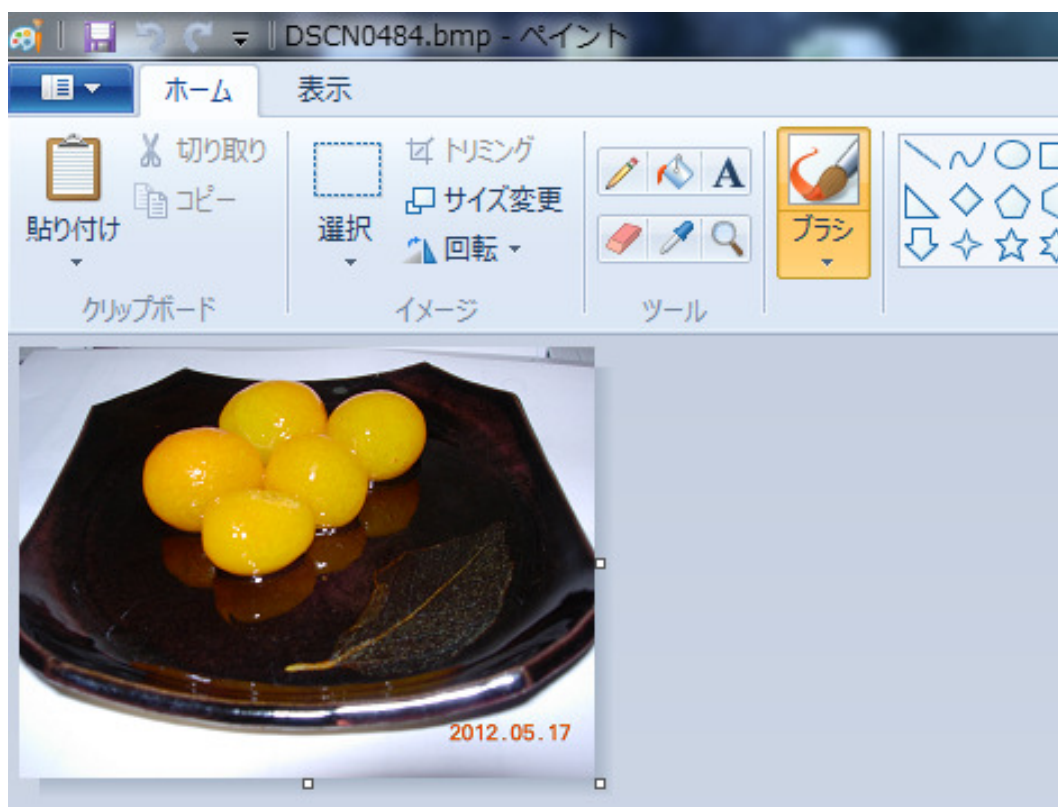 DSCN0484.bmp - ペイント
ホーム 表示
貼り付け
切り取り
コピー
クリップボード
選択
トリミング
サイズ変更
回転
イメージ
A
ツール
ブラシ
2012.05.17